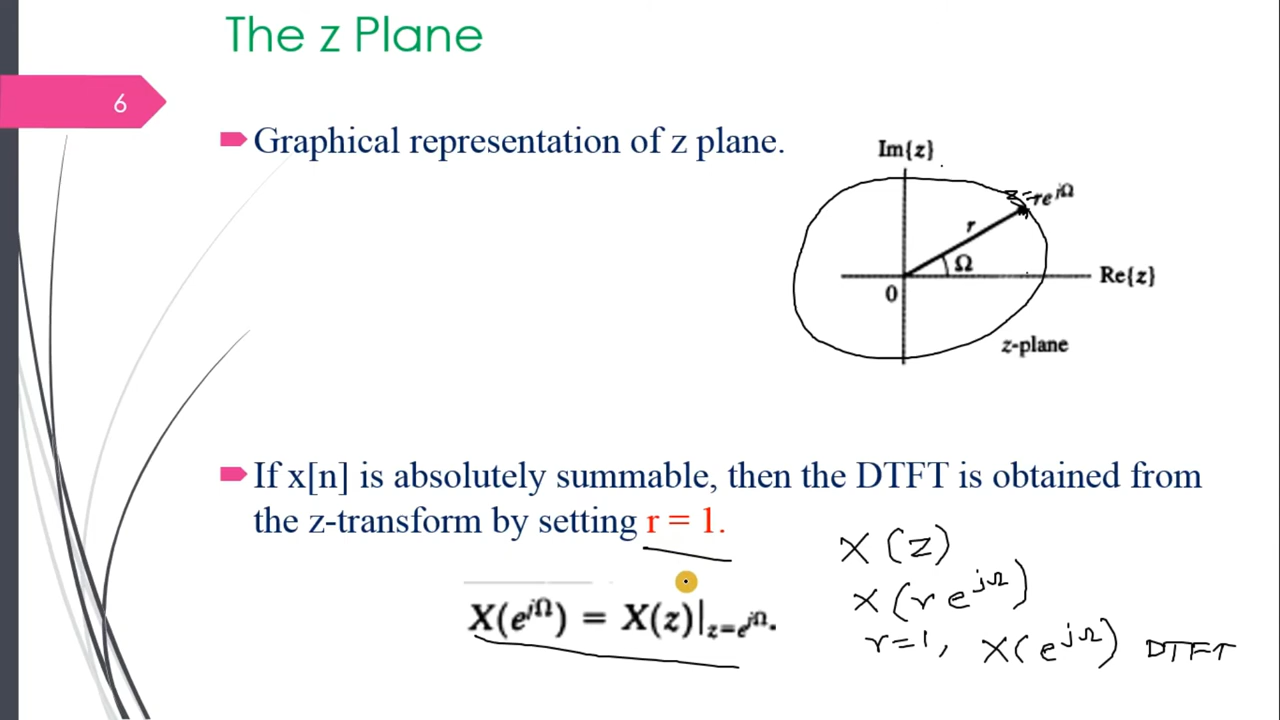 The z Plane
6
Graphical representation of z plane.
Im{z}
z=re^{jΩ}
r
Ω
0
Re{z}
z-plane
If x[n] is absolutely summable, then the DTFT is obtained from
the z-transform by setting r = 1.
X(e^{jΩ}) = X(z)|_{z=e^{jΩ}}.
X(z)
X(re^{jΩ})
r=1, X(e^{jΩ}) DTFT